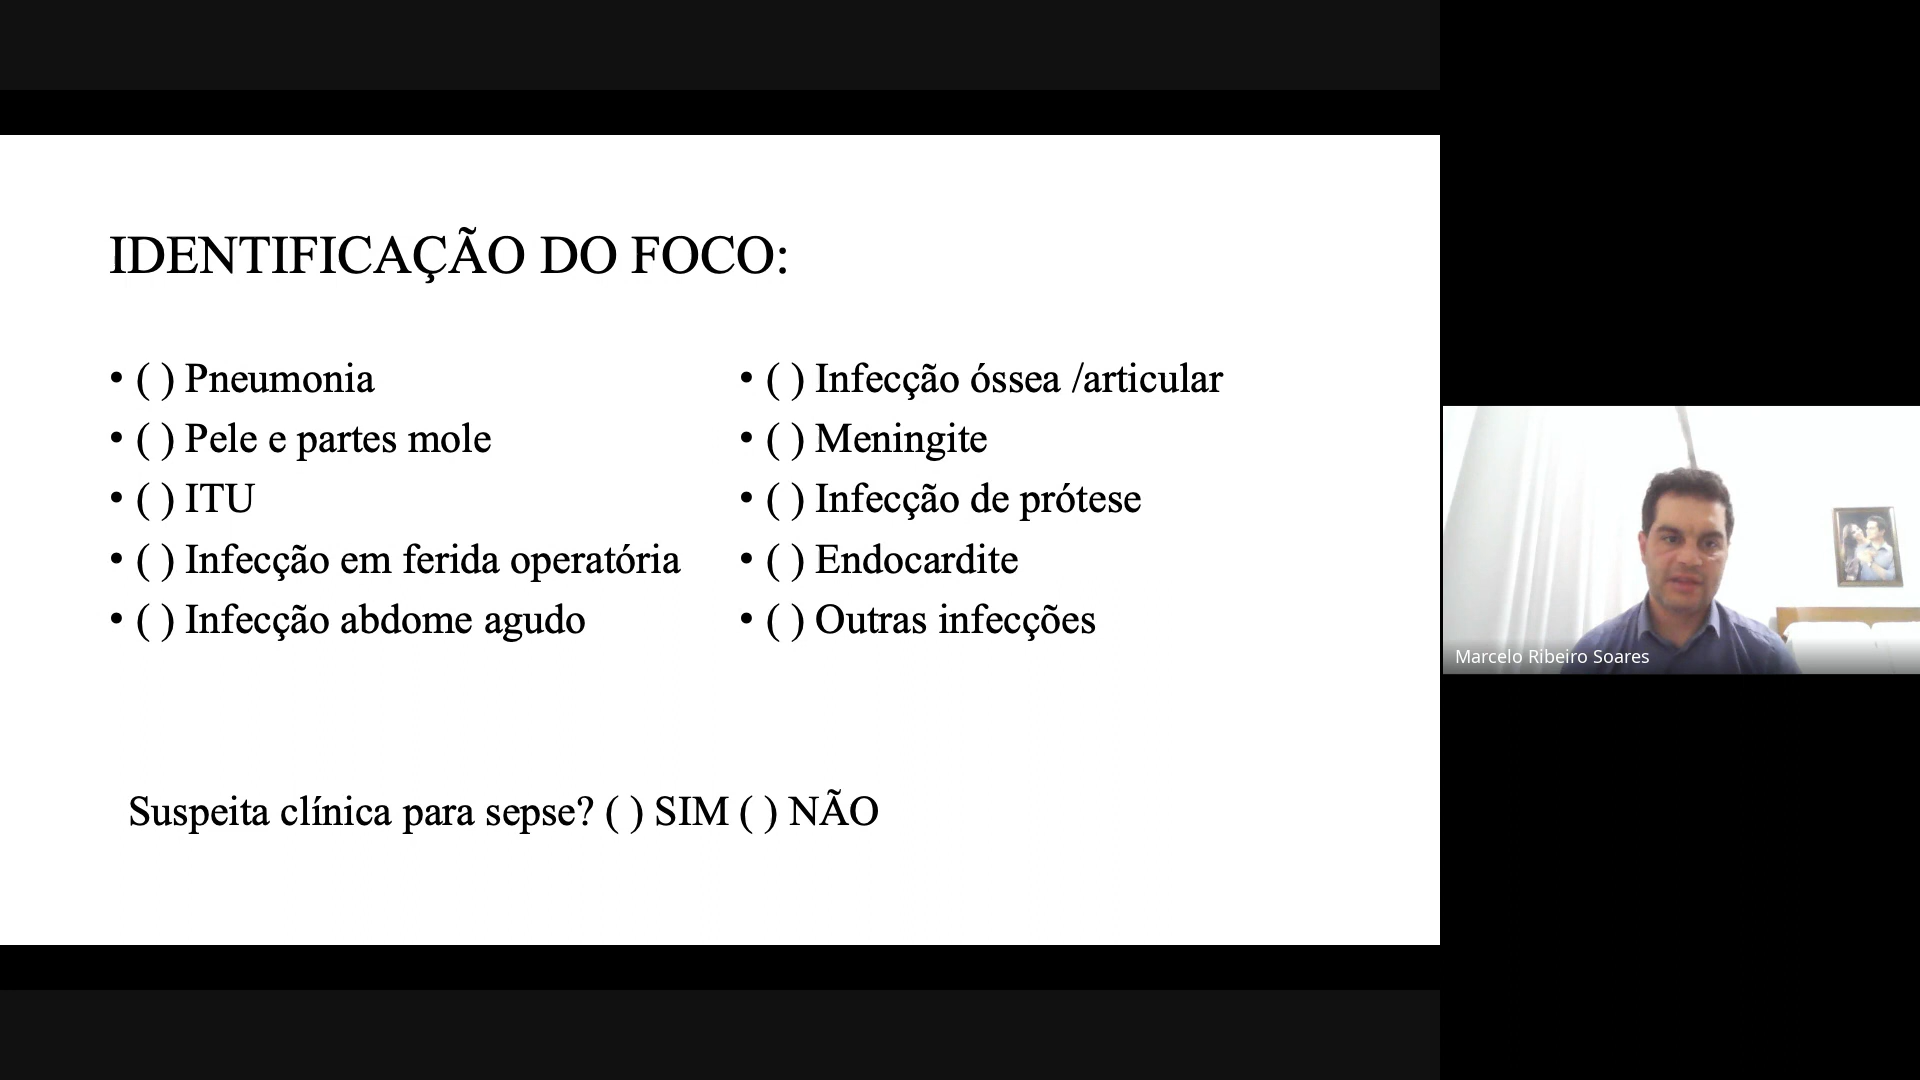 IDENTIFICAÇÃO DO FOCO:
• ( ) Pneumonia
• ( ) Pele e partes mole
• ( ) ITU
• ( ) Infecção em ferida operatória
• ( ) Infecção abdome agudo
• ( ) Infecção óssea /articular
• ( ) Meningite
• ( ) Infecção de prótese
• ( ) Endocardite
• ( ) Outras infecções
Suspeita clínica para sepse? ( ) SIM ( ) NÃO
Marcelo Ribeiro Soares